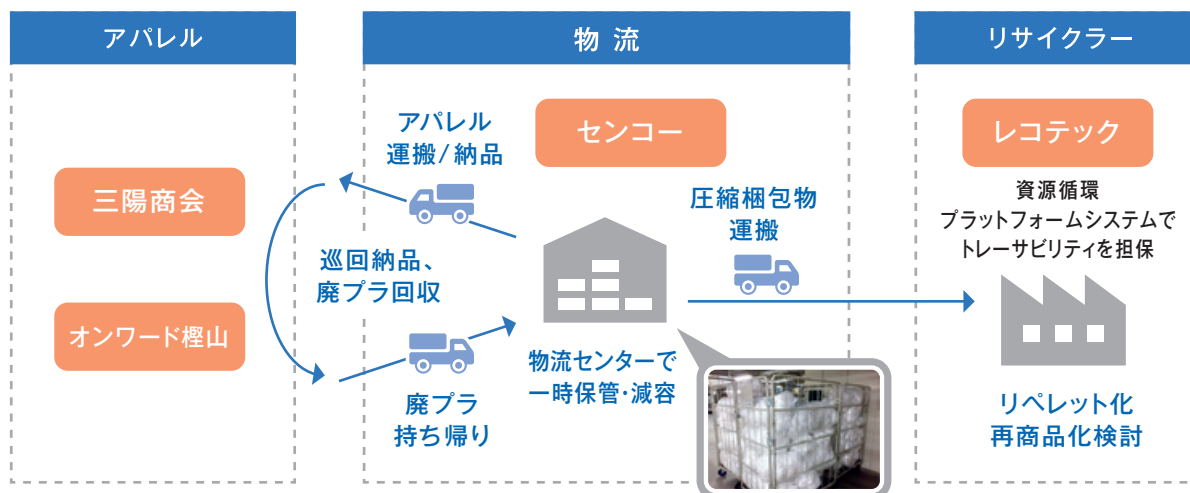 アパレル
三陽商会
オンワード樫山
物流
センコー
アパレル
運搬/納品
巡回納品、
廃プラ回収
廃プラ
持ち帰り
物流センターで
一時保管・減容
圧縮梱包物
運搬
リサイクラー
レコテック
資源循環
プラットフォームシステムで
トレーサビリティを担保
リペレット化
再商品化検討